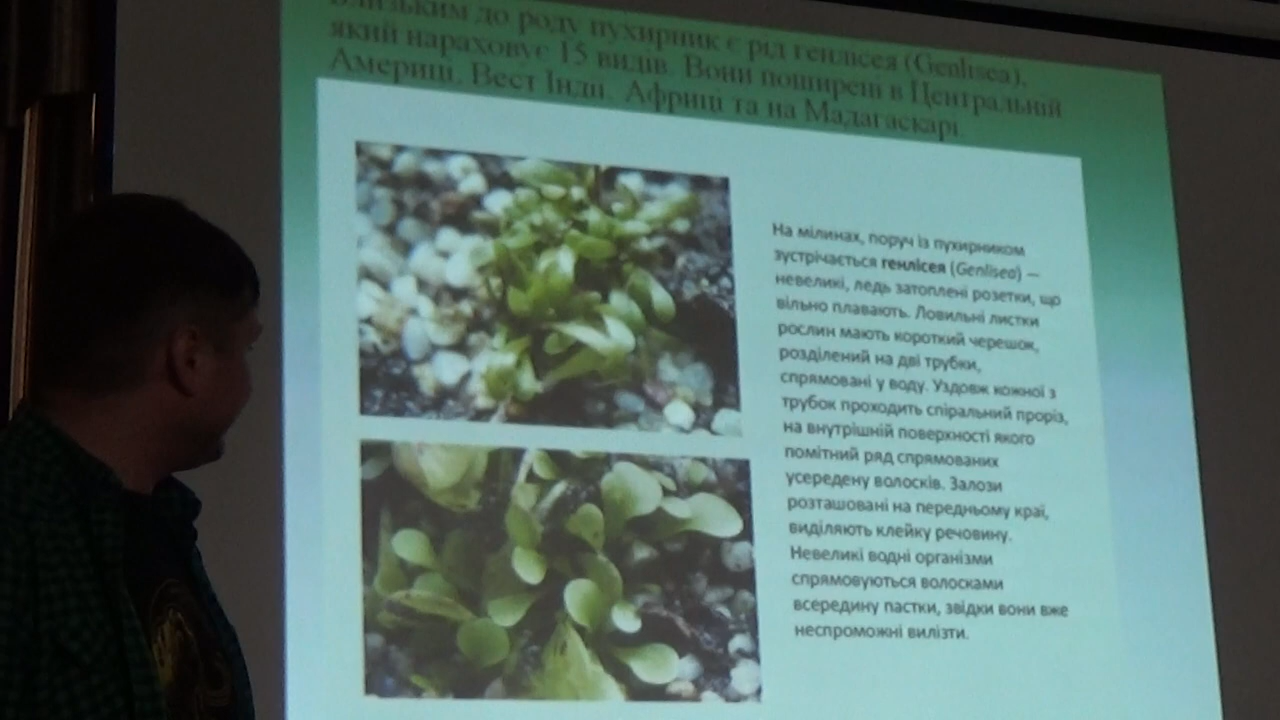 Близьким до роду пухирник є рід генлісея (Genlisea),
який нараховує 15 видів. Вони поширені в Центральній
Америці, Вест Індії, Африці та на Мадагаскарі
На мілинах, поруч із пухирником
зустрічається генлісея (Genlisea) —
невеликі, ледь затоплені розетки, що
вільно плавають. Ловильні листки
рослин мають короткий черешок,
розділений на дві трубки,
спрямовані у воду. Уздовж кожної з
трубок проходить спіральний проріз,
на внутрішній поверхності якого
помітний ряд спрямованих
усередену волосків. Залози
розташовані на передньому краї,
виділяють клейку речовину.
Невеликі водні організми
спрямовуються волосками
всередину пастки, звідки вони вже
неспроможні вилізти.